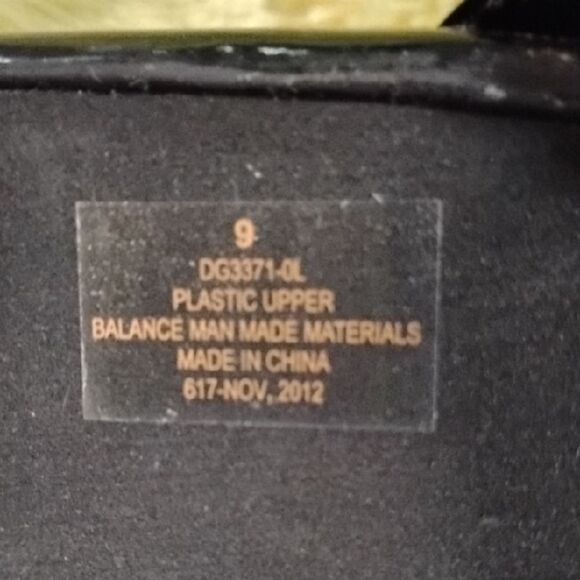 9
DG3371-0L
PLASTIC UPPER
BALANCE MAN MADE MATERIALS
MADE IN CHINA
617-NOV, 2012